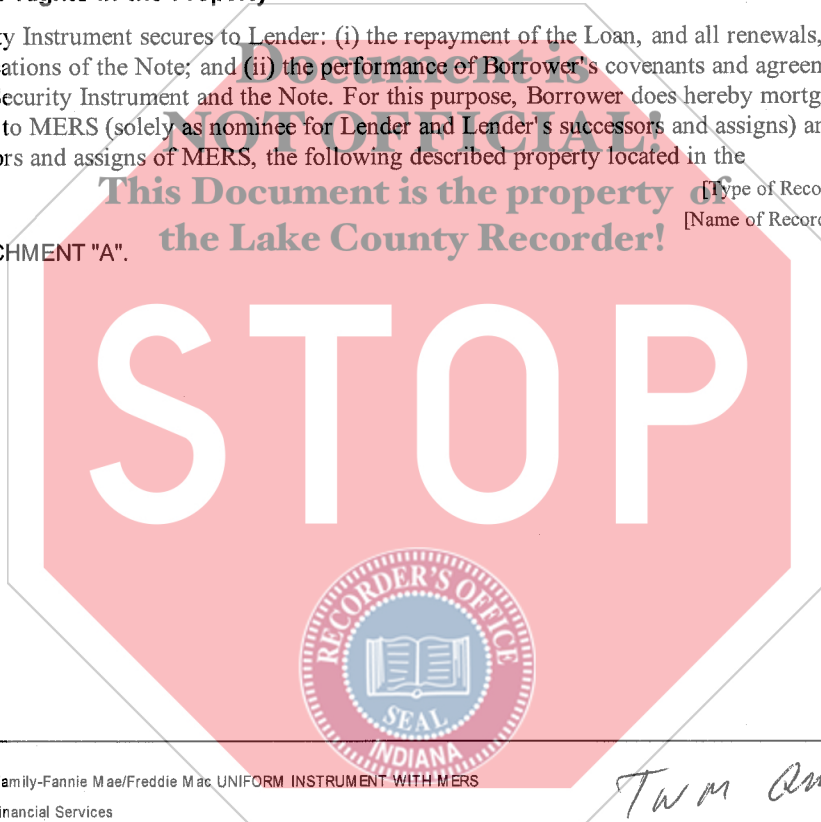 ty Instrument secures to Lender: (i) the repayment of the Loan, and all renewals,
ations of the Note; and (ii) the performance of Borrower's covenants and agreem
Document is
ecurity Instrument and the Note. For this purpose, Borrower does hereby mortg
to MERS (solely as nominee for Lender and Lender's successors and assigns) an
NOT OFFICIAL!
ors and assigns of MERS, the following described property located in the
This Document is the property of
[Type of Reco
[Name of Record
the Lake County Recorder!
CHMENT "A".
STOP
RECORDER'S OFFICE
SEAL
INDIANA
amily-Fannie Mae/Freddie Mac UNIFORM INSTRUMENT WITH MERS
inancial Services